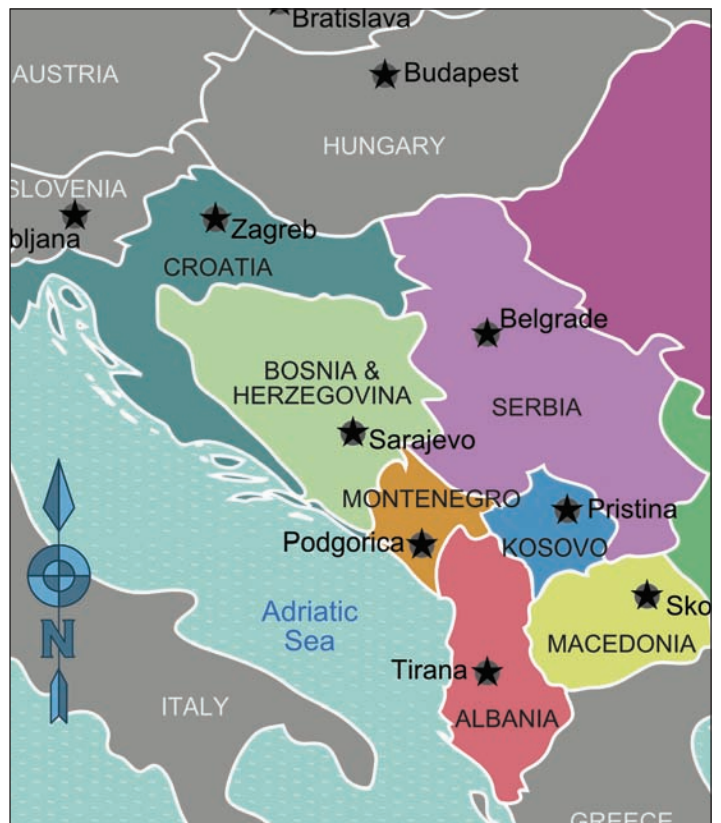 Bratislava
AUSTRIA
Budapest
HUNGARY
SLOVENIA
bljana
Zagreb
CROATIA
Belgrade
BOSNIA &
HERZEGOVINA
SERBIA
Sarajevo
MONTENEGRO
Pristina
Podgorica
KOSOVO
Sko
Adriatic
Sea
N
MACEDONIA
Tirana
ITALY
ALBANIA
GREECE